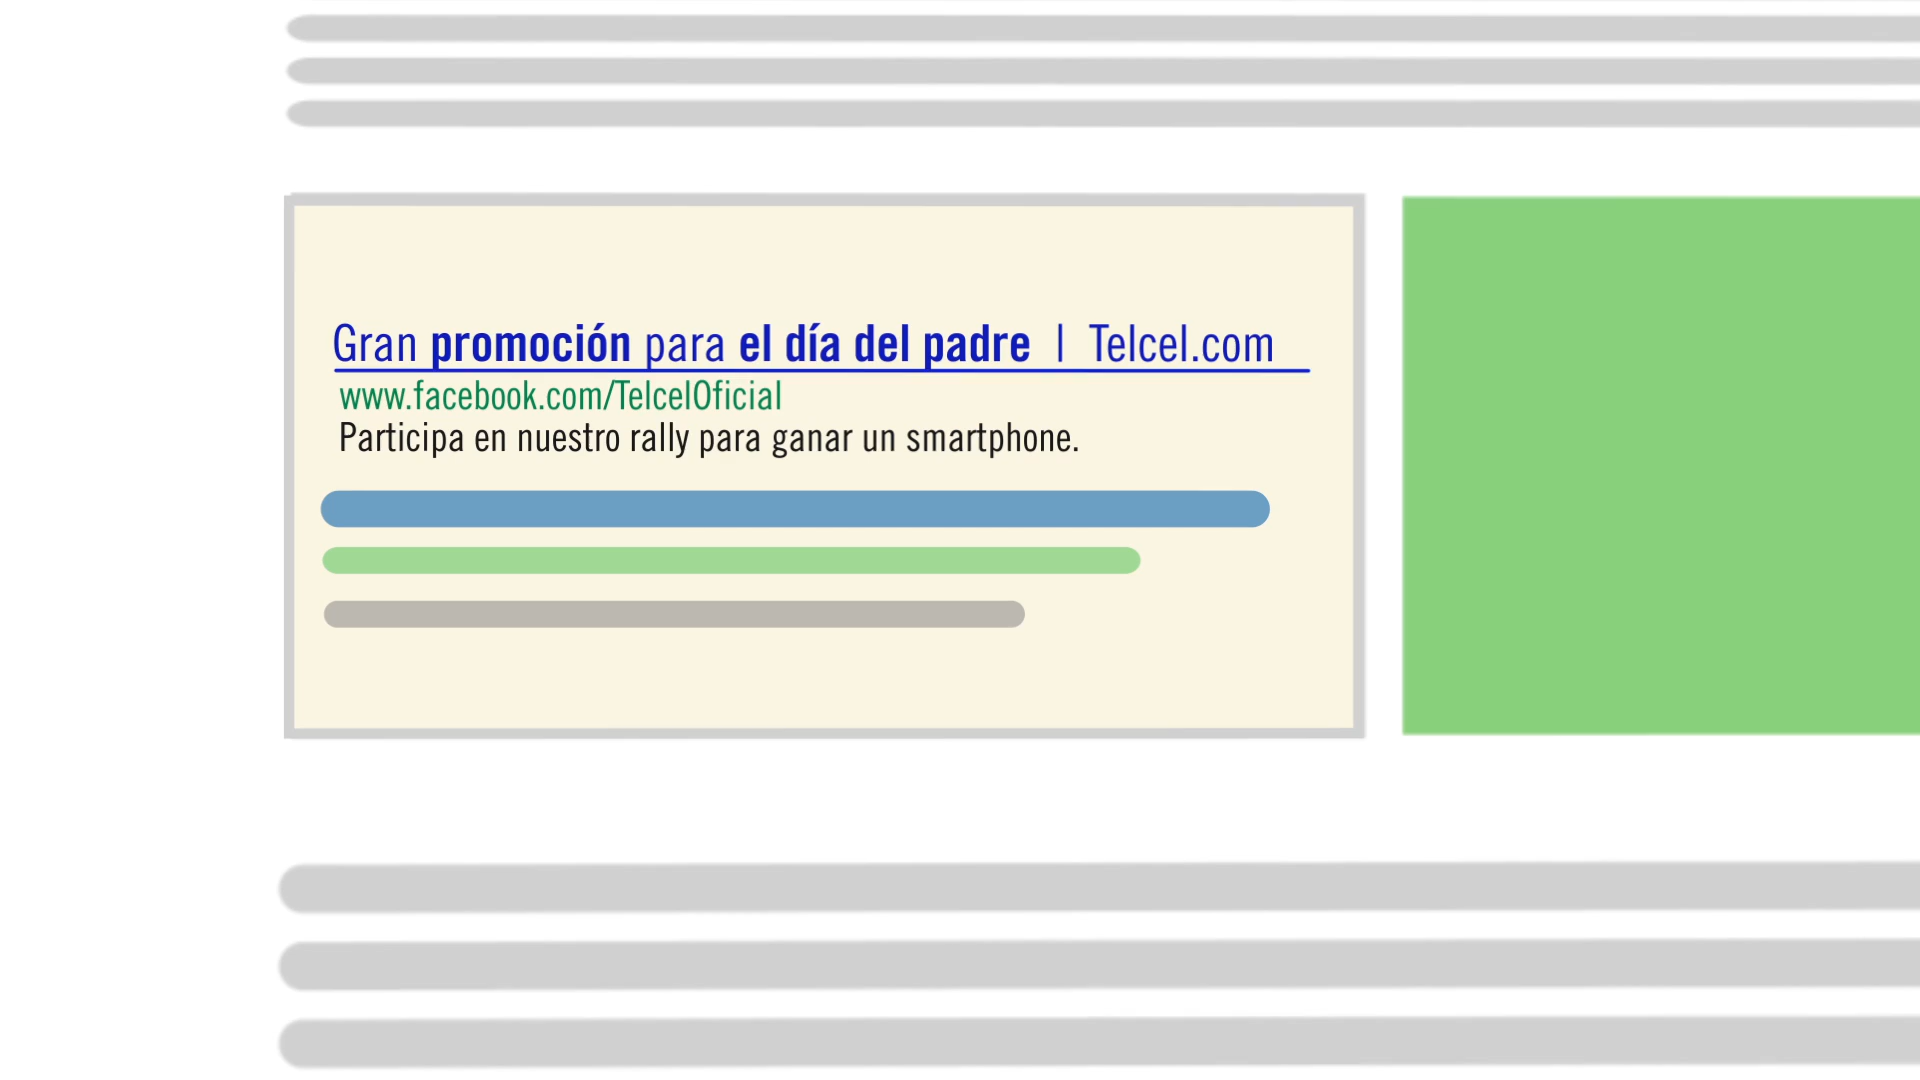 Gran promoción para el día del padre | Telcel.com
www.facebook.com/TelcelOficial
Participa en nuestro rally para ganar un smartphone.